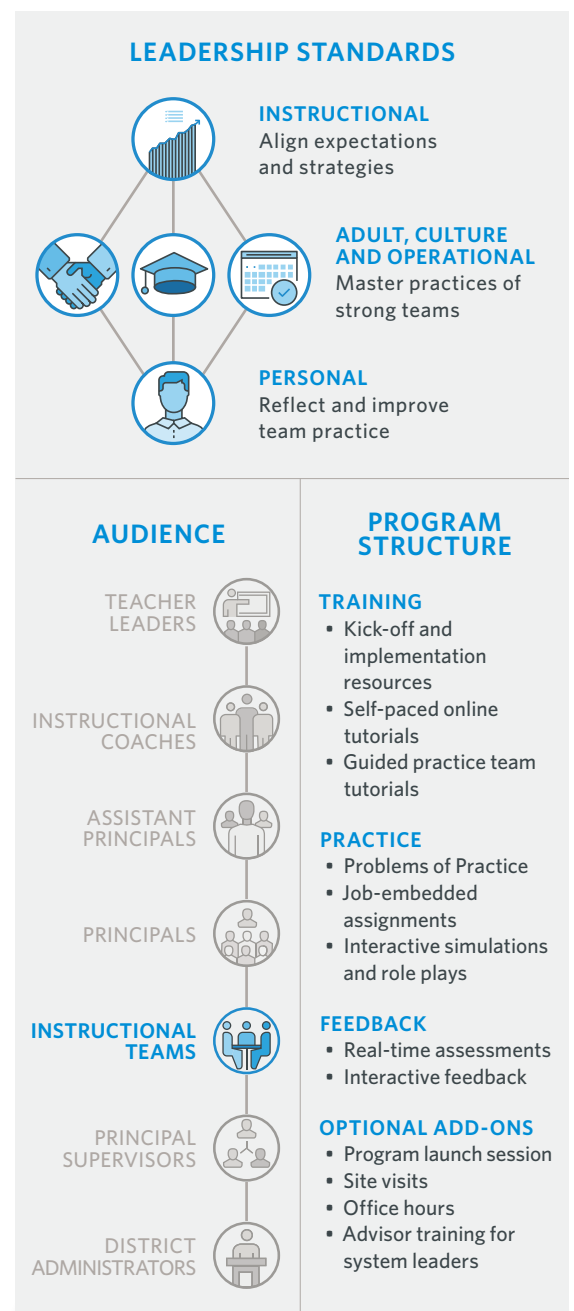 LEADERSHIP STANDARDS
INSTRUCTIONAL
Align expectations
and strategies
ADULT, CULTURE
AND OPERATIONAL
Master practices of
strong teams
PERSONAL
Reflect and improve
team practice
AUDIENCE
TEACHER
LEADERS
INSTRUCTIONAL
COACHES
ASSISTANT
PRINCIPALS
PRINCIPALS
INSTRUCTIONAL
TEAMS
PRINCIPAL
SUPERVISORS
DISTRICT
ADMINISTRATORS
PROGRAM
STRUCTURE
TRAINING
▪ Kick-off and
implementation
resources
▪ Self-paced online
tutorials
▪ Guided practice team
tutorials
PRACTICE
▪ Problems of Practice
▪ Job-embedded
assignments
▪ Interactive simulations
and role plays
FEEDBACK
▪ Real-time assessments
▪ Interactive feedback
OPTIONAL ADD-ONS
▪ Program launch session
▪ Site visits
▪ Office hours
▪ Advisor training for
system leaders